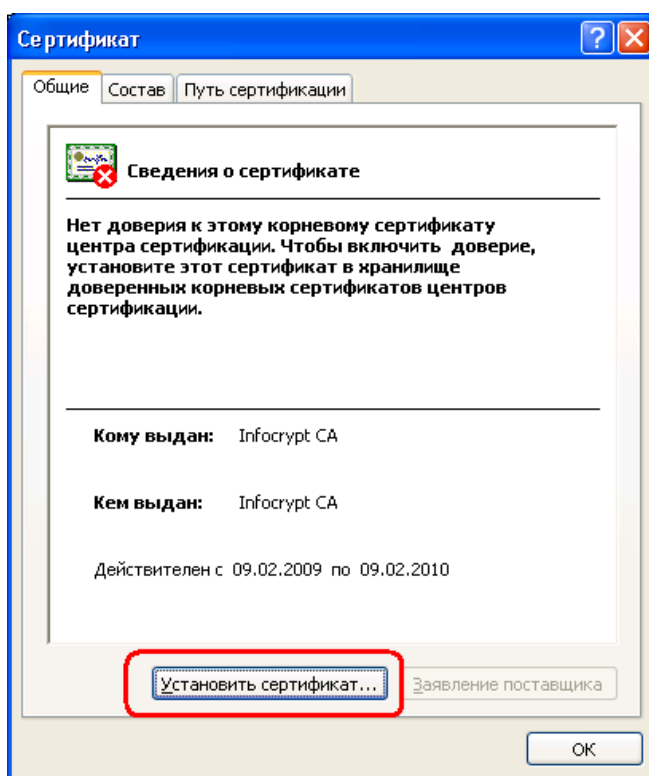 Сертификат
Общие Состав Путь сертификации
Сведения о сертификате
Нет доверия к этому корневому сертификату
центра сертификации. Чтобы включить доверие,
установите этот сертификат в хранилище
доверенных корневых сертификатов центров
сертификации.
Кому выдан: Infocrypt CA
Кем выдан: Infocrypt CA
Действителен с 09.02.2009 по 09.02.2010
Установить сертификат... Заявление поставщика
ОК